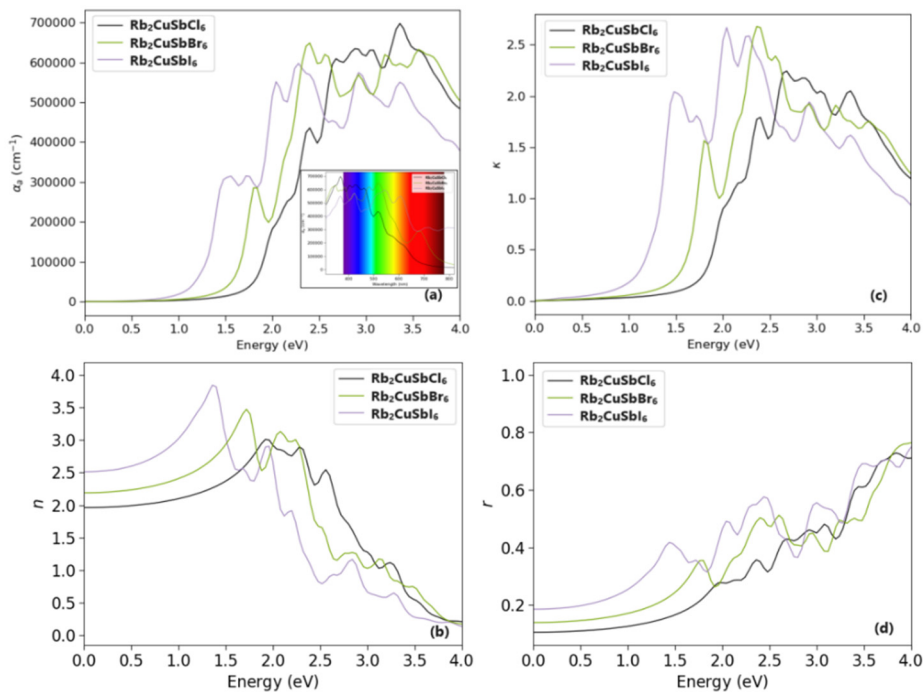 700000
600000
500000
400000
300000
200000
100000
0
αₐ (cm⁻¹)
Rb₂CuSbCl₆
Rb₂CuSbBr₆
Rb₂CuSbI₆
Wavelength (nm)
(a)
0.0 0.5 1.0 1.5 2.0 2.5 3.0 3.5 4.0
Energy (eV)
2.5
2.0
1.5
1.0
0.5
0.0
κ
Rb₂CuSbCl₆
Rb₂CuSbBr₆
Rb₂CuSbI₆
(c)
0.0 0.5 1.0 1.5 2.0 2.5 3.0 3.5 4.0
Energy (eV)
4.0
3.5
3.0
2.5
2.0
1.5
1.0
0.5
0.0
n
Rb₂CuSbCl₆
Rb₂CuSbBr₆
Rb₂CuSbI₆
(b)
0.0 0.5 1.0 1.5 2.0 2.5 3.0 3.5 4.0
Energy (eV)
1.0
0.8
0.6
0.4
0.2
r
Rb₂CuSbCl₆
Rb₂CuSbBr₆
Rb₂CuSbI₆
(d)
0.0 0.5 1.0 1.5 2.0 2.5 3.0 3.5 4.0
Energy (eV)